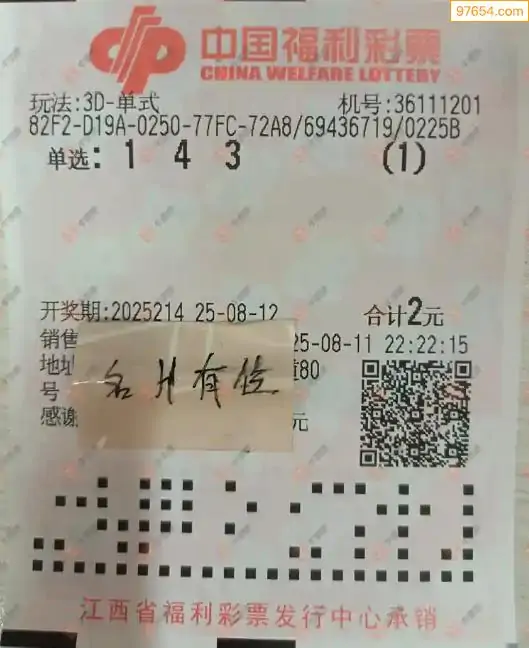 97654.com
中国福利彩票
CHINA WELFARE LOTTERY
玩法:3D-单式 机号:36111201
82F2-D19A-0250-77FC-72A8/69436719/0225B
单选: 1 4 3 (1)
开奖期:2025214 25-08-12 合计2元
销售 25-08-11 22:22:15
地址 道80
号
感谢 元
有位
江西省福利彩票发行中心承销